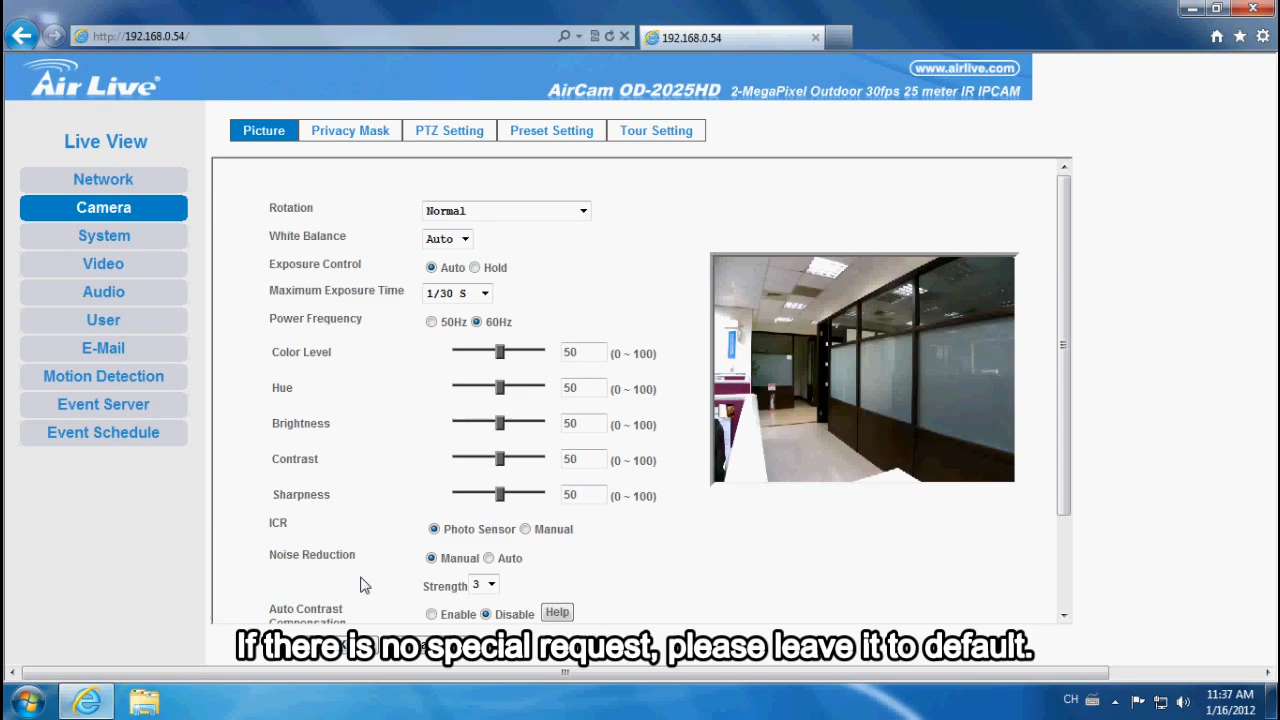 http://192.168.0.54/
192.168.0.54
Air Live®
www.airlive.com
AirCam OD-2025HD 2-MegaPixel Outdoor 30fps 25 meter IR IPCAM
Live View
Network
Camera
System
Video
Audio
User
E-Mail
Motion Detection
Event Server
Event Schedule
Picture Privacy Mask PTZ Setting Preset Setting Tour Setting
Rotation Normal
White Balance Auto
Exposure Control Auto Hold
Maximum Exposure Time 1/30 S
Power Frequency 50Hz 60Hz
Color Level 50 (0 ~ 100)
Hue 50 (0 ~ 100)
Brightness 50 (0 ~ 100)
Contrast 50 (0 ~ 100)
Sharpness 50 (0 ~ 100)
ICR Photo Sensor Manual
Noise Reduction Manual Auto
Strength 3
Auto Contrast Enable Disable Help
Compensation
If there is no special request, please leave it to default.
CH 11:37 AM
1/16/2012